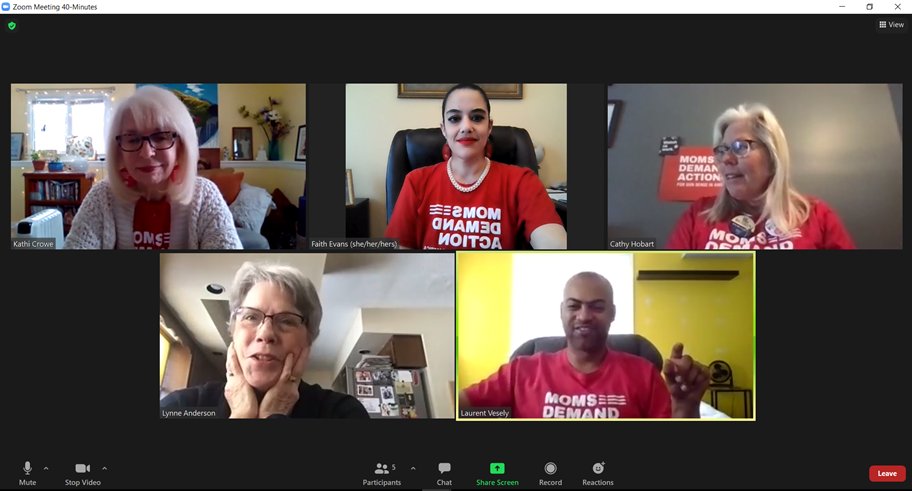 Zoom Meeting 40-Minutes
View
MOMS
Kathi Crowe
MOMS
DEMAND
ACTION
Faith Evans (she/her/hers)
MOMS
DEMAND
ACTION
FOR GUN SENSE IN AMERICA
MOMS
DEMAND
Cathy Hobart
Lynne Anderson
MOMS
DEMAND
Laurent Vesely
Mute
Stop Video
Participants
5
Chat
Share Screen
Record
Reactions
Leave